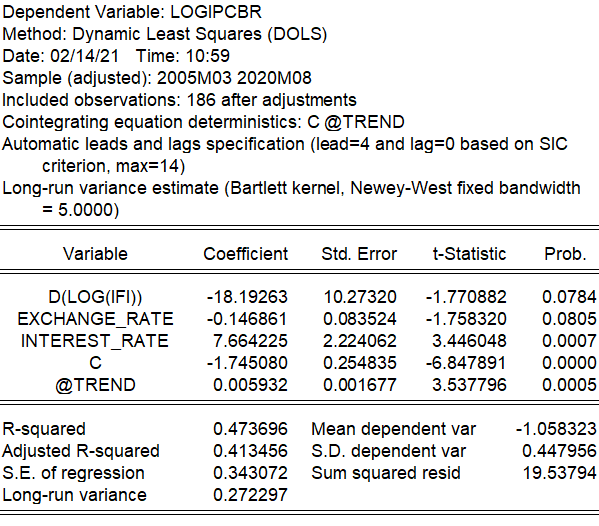 Dependent Variable: LOGIPCBR
Method: Dynamic Least Squares (DOLS)
Date: 02/14/21 Time: 10:59
Sample (adjusted): 2005M03 2020M08
Included observations: 186 after adjustments
Cointegrating equation deterministics: C @TREND
Automatic leads and lags specification (lead=4 and lag=0 based on SIC
criterion, max=14)
Long-run variance estimate (Bartlett kernel, Newey-West fixed bandwidth
= 5.0000)
Variable Coefficient Std. Error t-Statistic Prob.
D(LOG(IFI)) -18.19263 10.27320 -1.770882 0.0784
EXCHANGE_RATE -0.146861 0.083524 -1.758320 0.0805
INTEREST_RATE 7.664225 2.224062 3.446048 0.0007
C -1.745080 0.254835 -6.847891 0.0000
@TREND 0.005932 0.001677 3.537796 0.0005
R-squared 0.473696 Mean dependent var -1.058323
Adjusted R-squared 0.413456 S.D. dependent var 0.447956
S.E. of regression 0.343072 Sum squared resid 19.53794
Long-run variance 0.272297